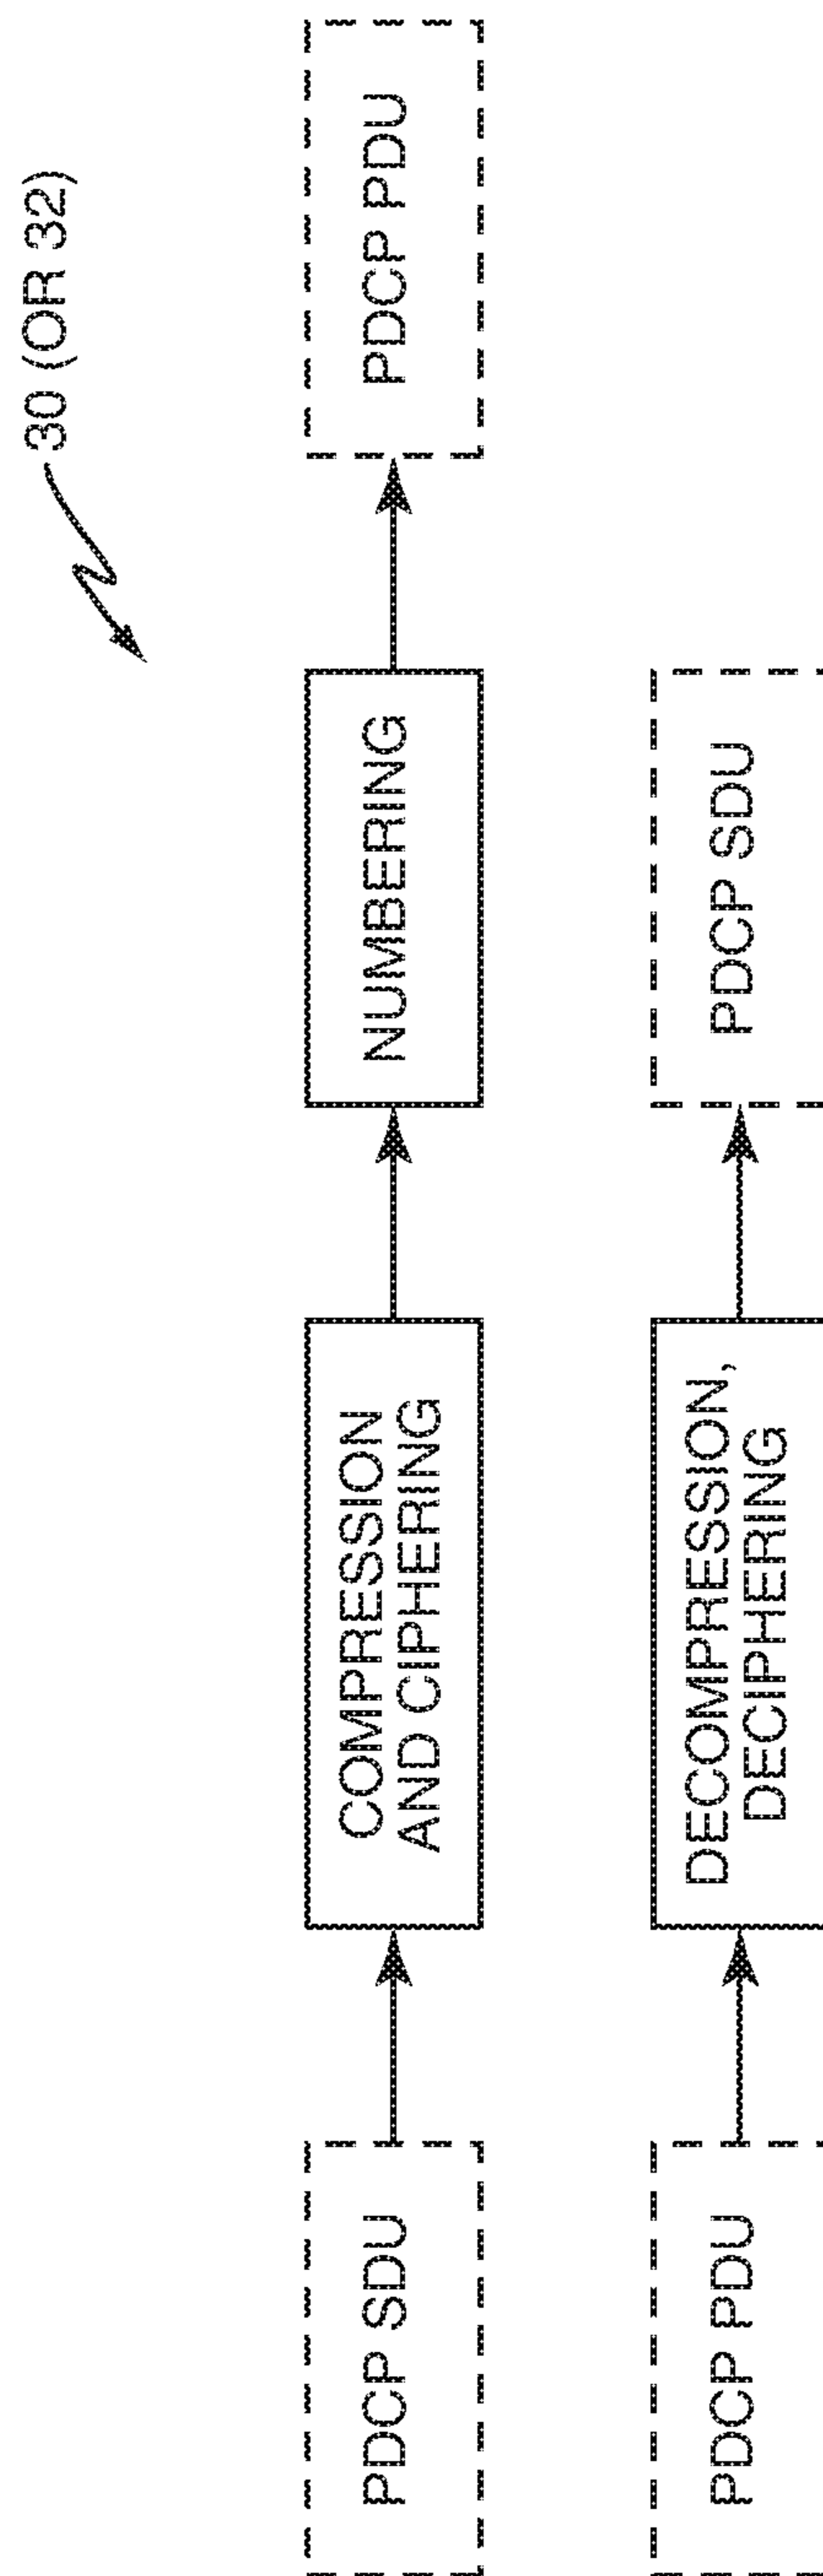 30 (OR 32)
PDCP SDU
COMPRESSION
AND CIPHERING
NUMBERING
PDCP PDU
PDCP PDU
DECOMPRESSION,
DECIPHERING
PDCP SDU